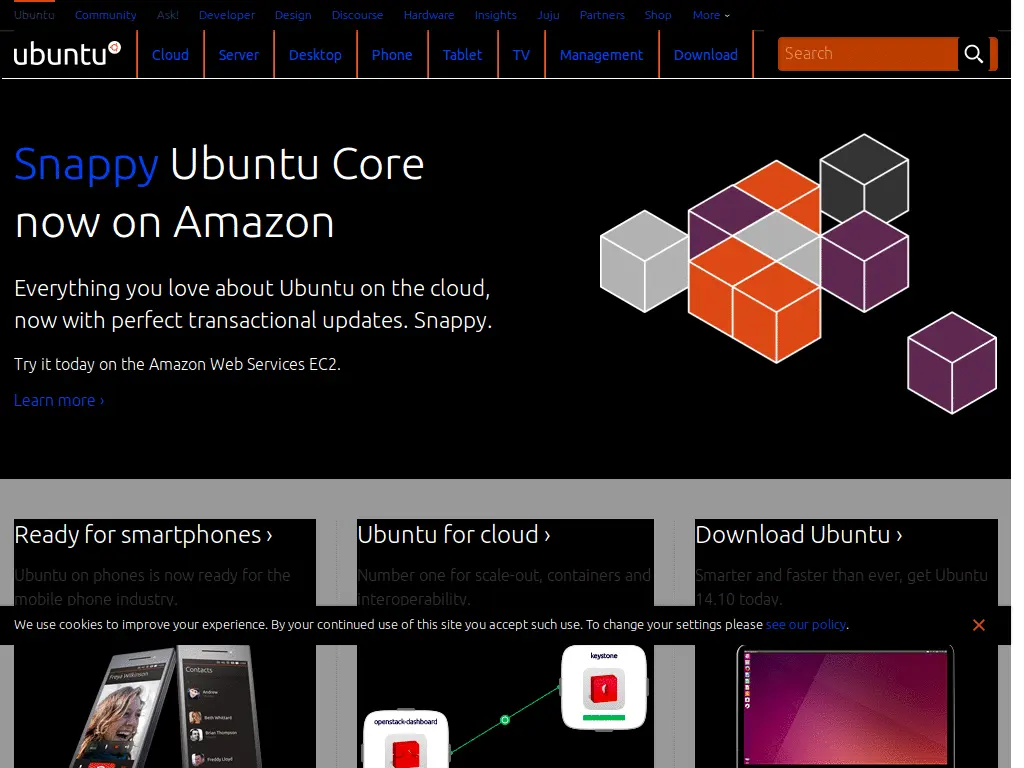 Ubuntu Community Ask! Developer Design Discourse Hardware Insights Juju Partners Shop More
ubuntu Cloud Server Desktop Phone Tablet TV Management Download Search
Snappy Ubuntu Core
now on Amazon
Everything you love about Ubuntu on the cloud,
now with perfect transactional updates. Snappy.
Try it today on the Amazon Web Services EC2.
Learn more ›
Ready for smartphones ›
Ubuntu on phones is now ready for the
mobile phone industry.
Ubuntu for cloud ›
Number one for scale-out, containers and
interoperability.
Download Ubuntu ›
Smarter and faster than ever, get Ubuntu
14.10 today.
We use cookies to improve your experience. By your continued use of this site you accept such use. To change your settings please see our policy.
Freya Wilkinson
Contacts
Andrew
Beth Whittard
Brian Thompson
Freddy Lloyd
keystone
openstack-dashboard